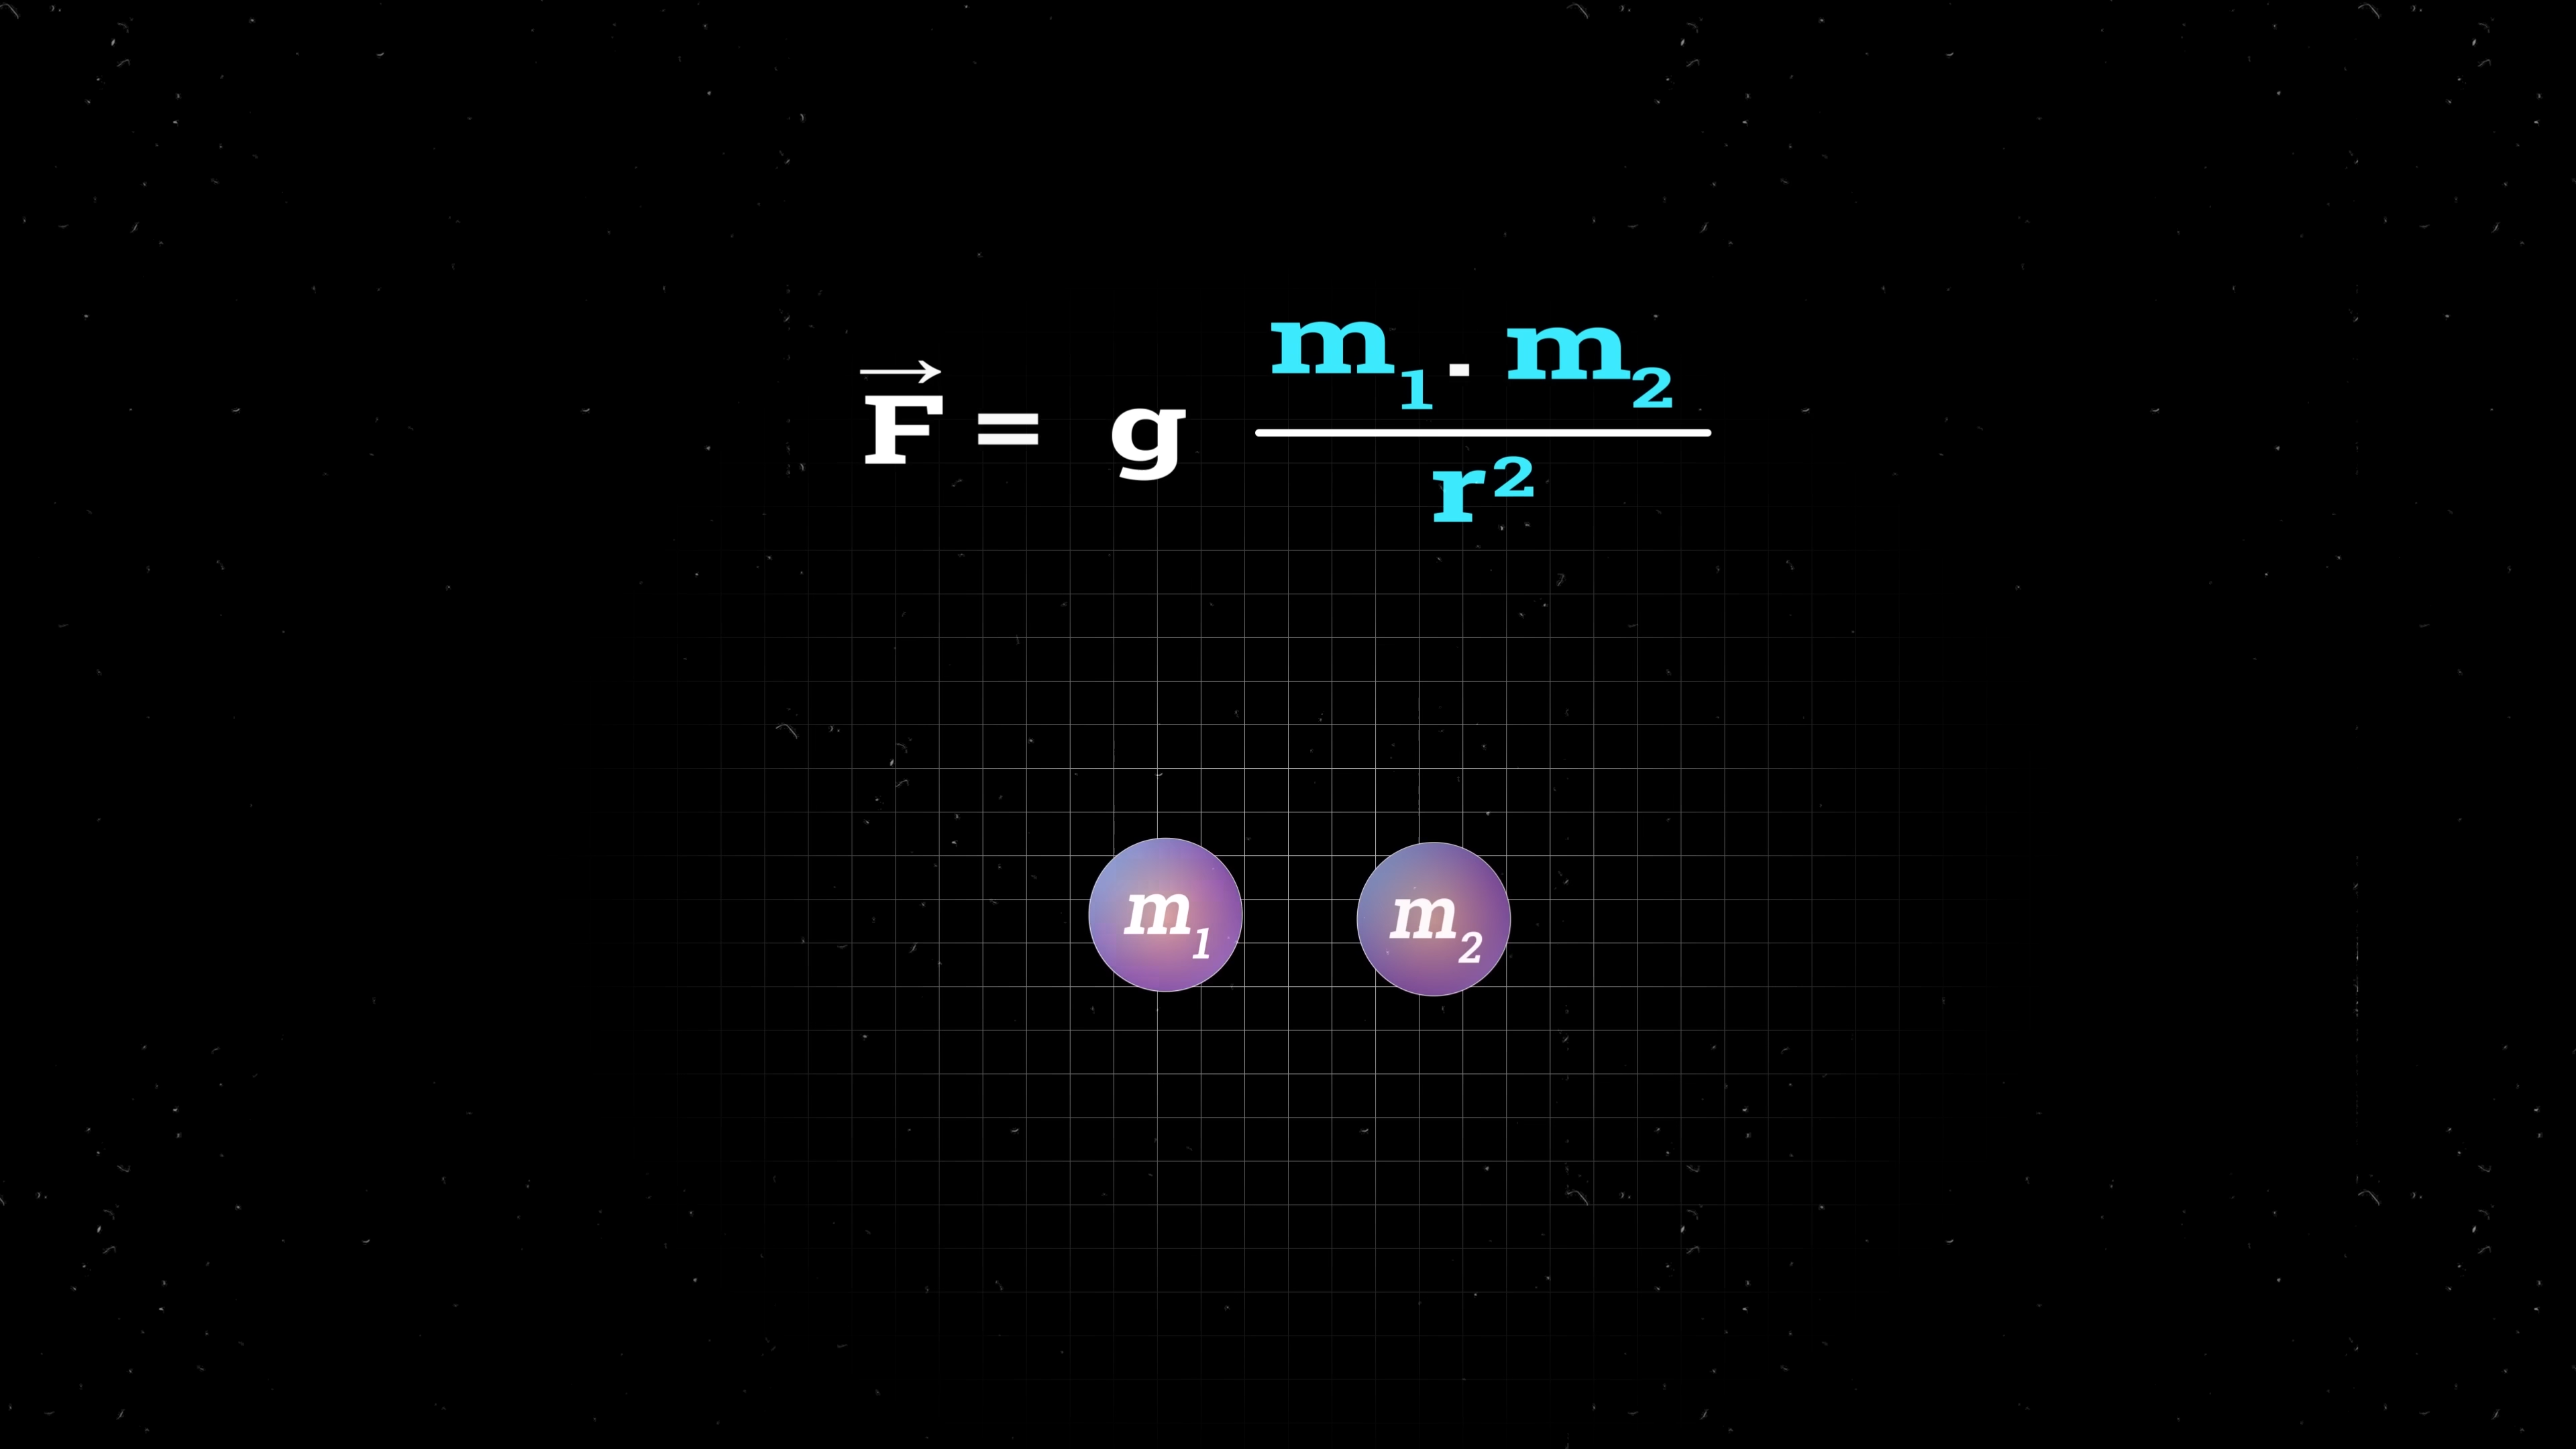 F⃗ = g m₁ . m₂ / r²
m₁ m₂